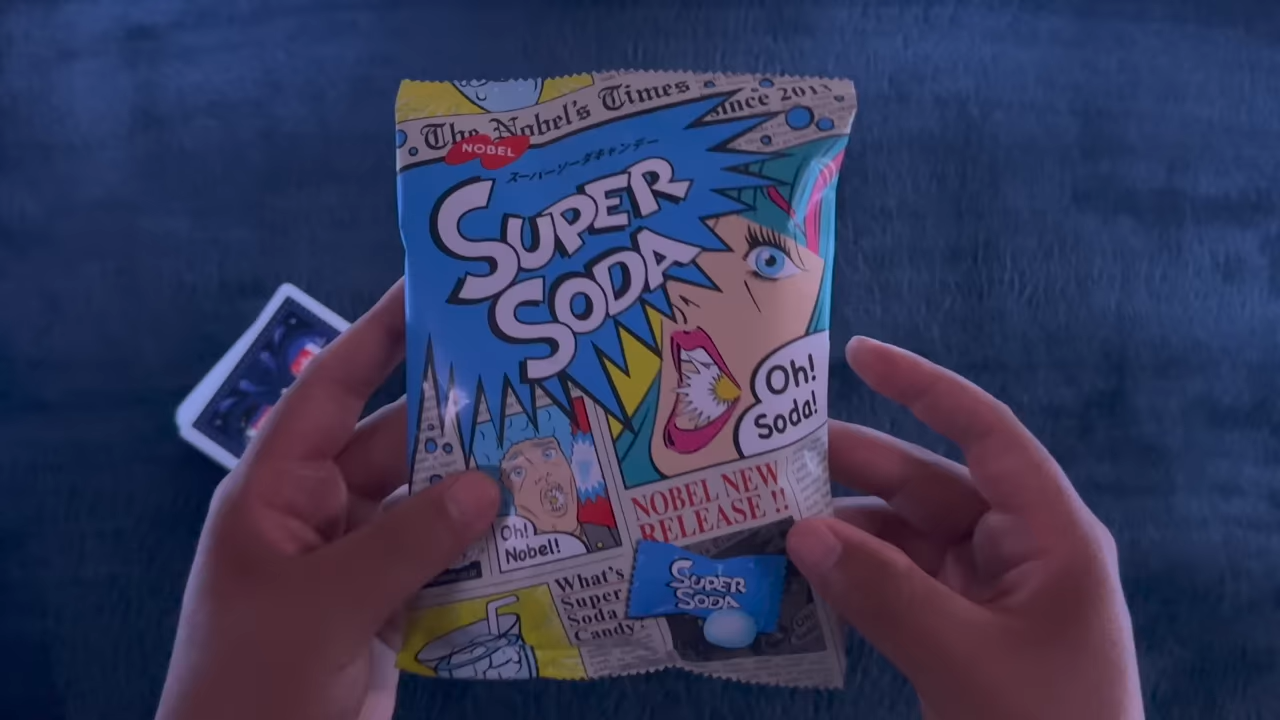 The Nobel's Times
Since 2013
NOBEL
スーパーソーダキャンデー
SUPER
SODA
Oh!
Soda!
NOBEL NEW
RELEASE !!
Oh!
Nobel!
What's
Super
Soda
Candy?
SUPER
SODA